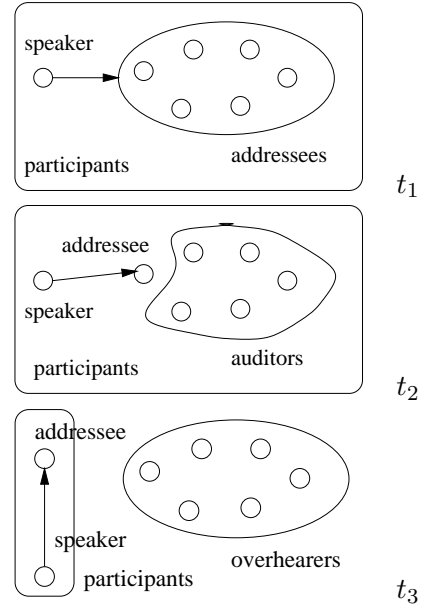 speaker
addressees
participants
t1
addressee
speaker
auditors
participants
t2
addressee
speaker
overhearers
participants
t3